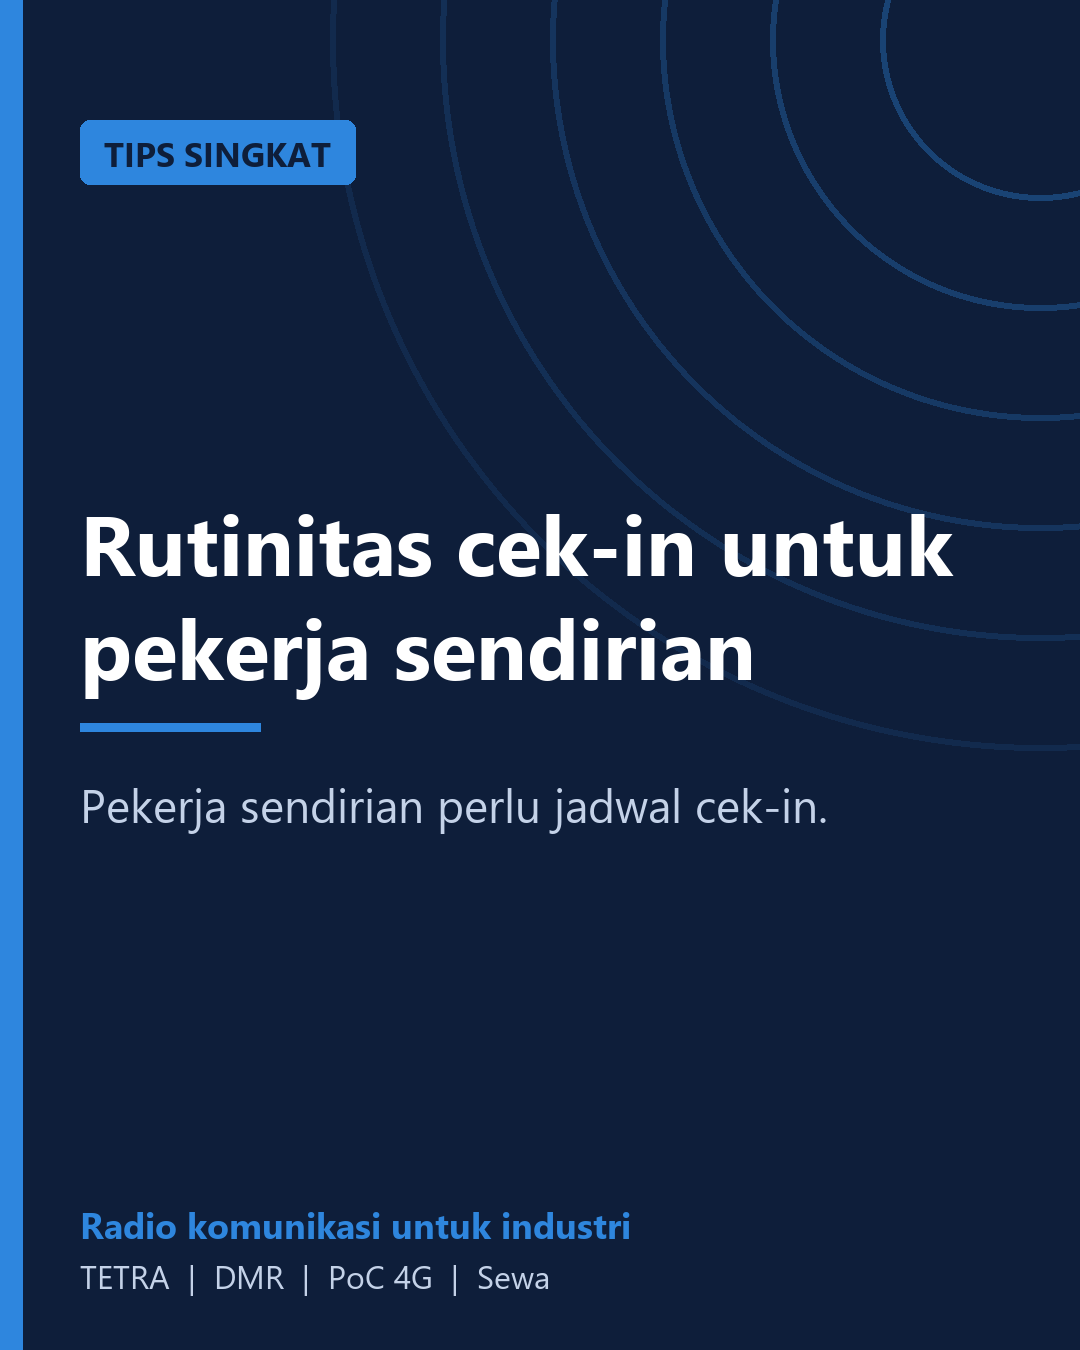 TIPS SINGKAT
Rutinitas cek-in untuk
pekerja sendirian
Pekerja sendirian perlu jadwal cek-in.
Radio komunikasi untuk industri
TETRA | DMR | PoC 4G | Sewa